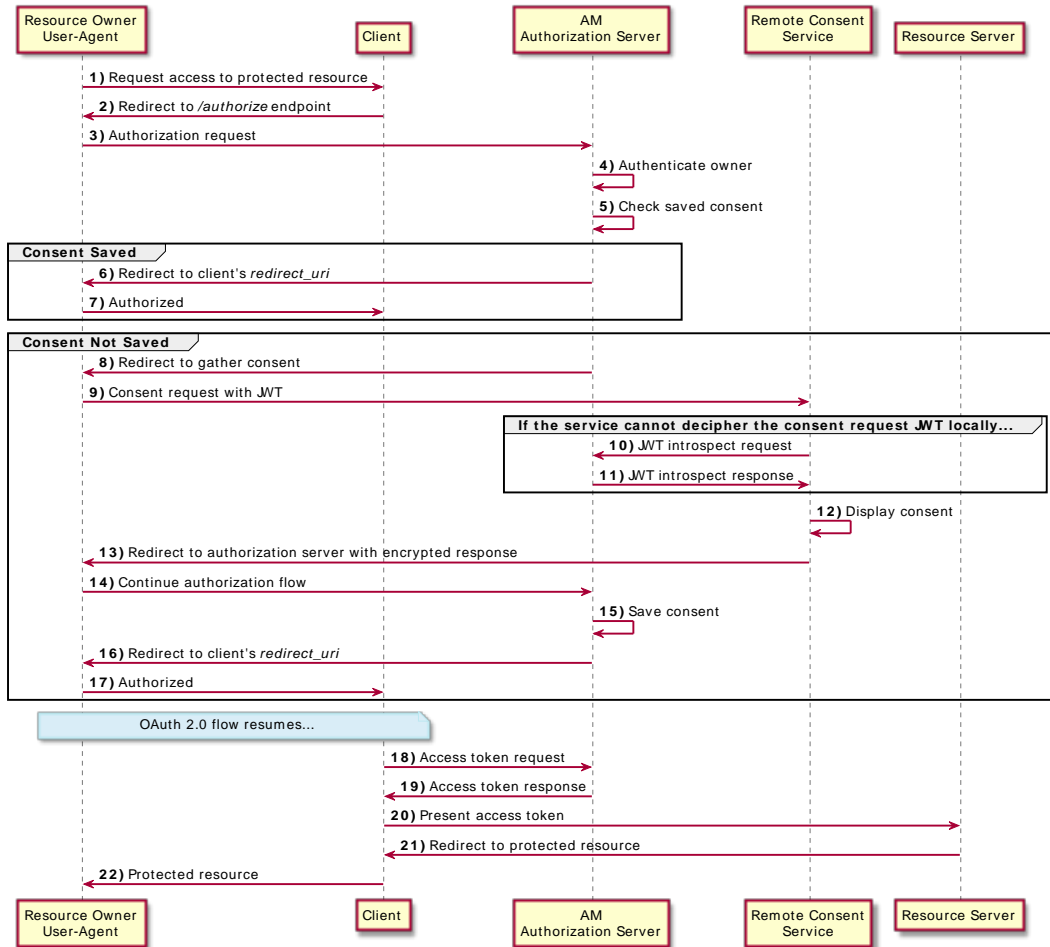 Resource Owner
User-Agent
Client
AM
Authorization Server
Remote Consent
Service
Resource Server
1) Request access to protected resource
2) Redirect to /authorize endpoint
3) Authorization request
4) Authenticate owner
5) Check saved consent
Consent Saved
6) Redirect to client's redirect_uri
7) Authorized
Consent Not Saved
8) Redirect to gather consent
9) Consent request with JWT
If the service cannot decipher the consent request JWT locally...
10) JWT introspect request
11) JWT introspect response
12) Display consent
13) Redirect to authorization server with encrypted response
14) Continue authorization flow
15) Save consent
16) Redirect to client's redirect_uri
17) Authorized
OAuth 2.0 flow resumes...
18) Access token request
19) Access token response
20) Present access token
21) Redirect to protected resource
22) Protected resource
Resource Owner
User-Agent
Client
AM
Authorization Server
Remote Consent
Service
Resource Server